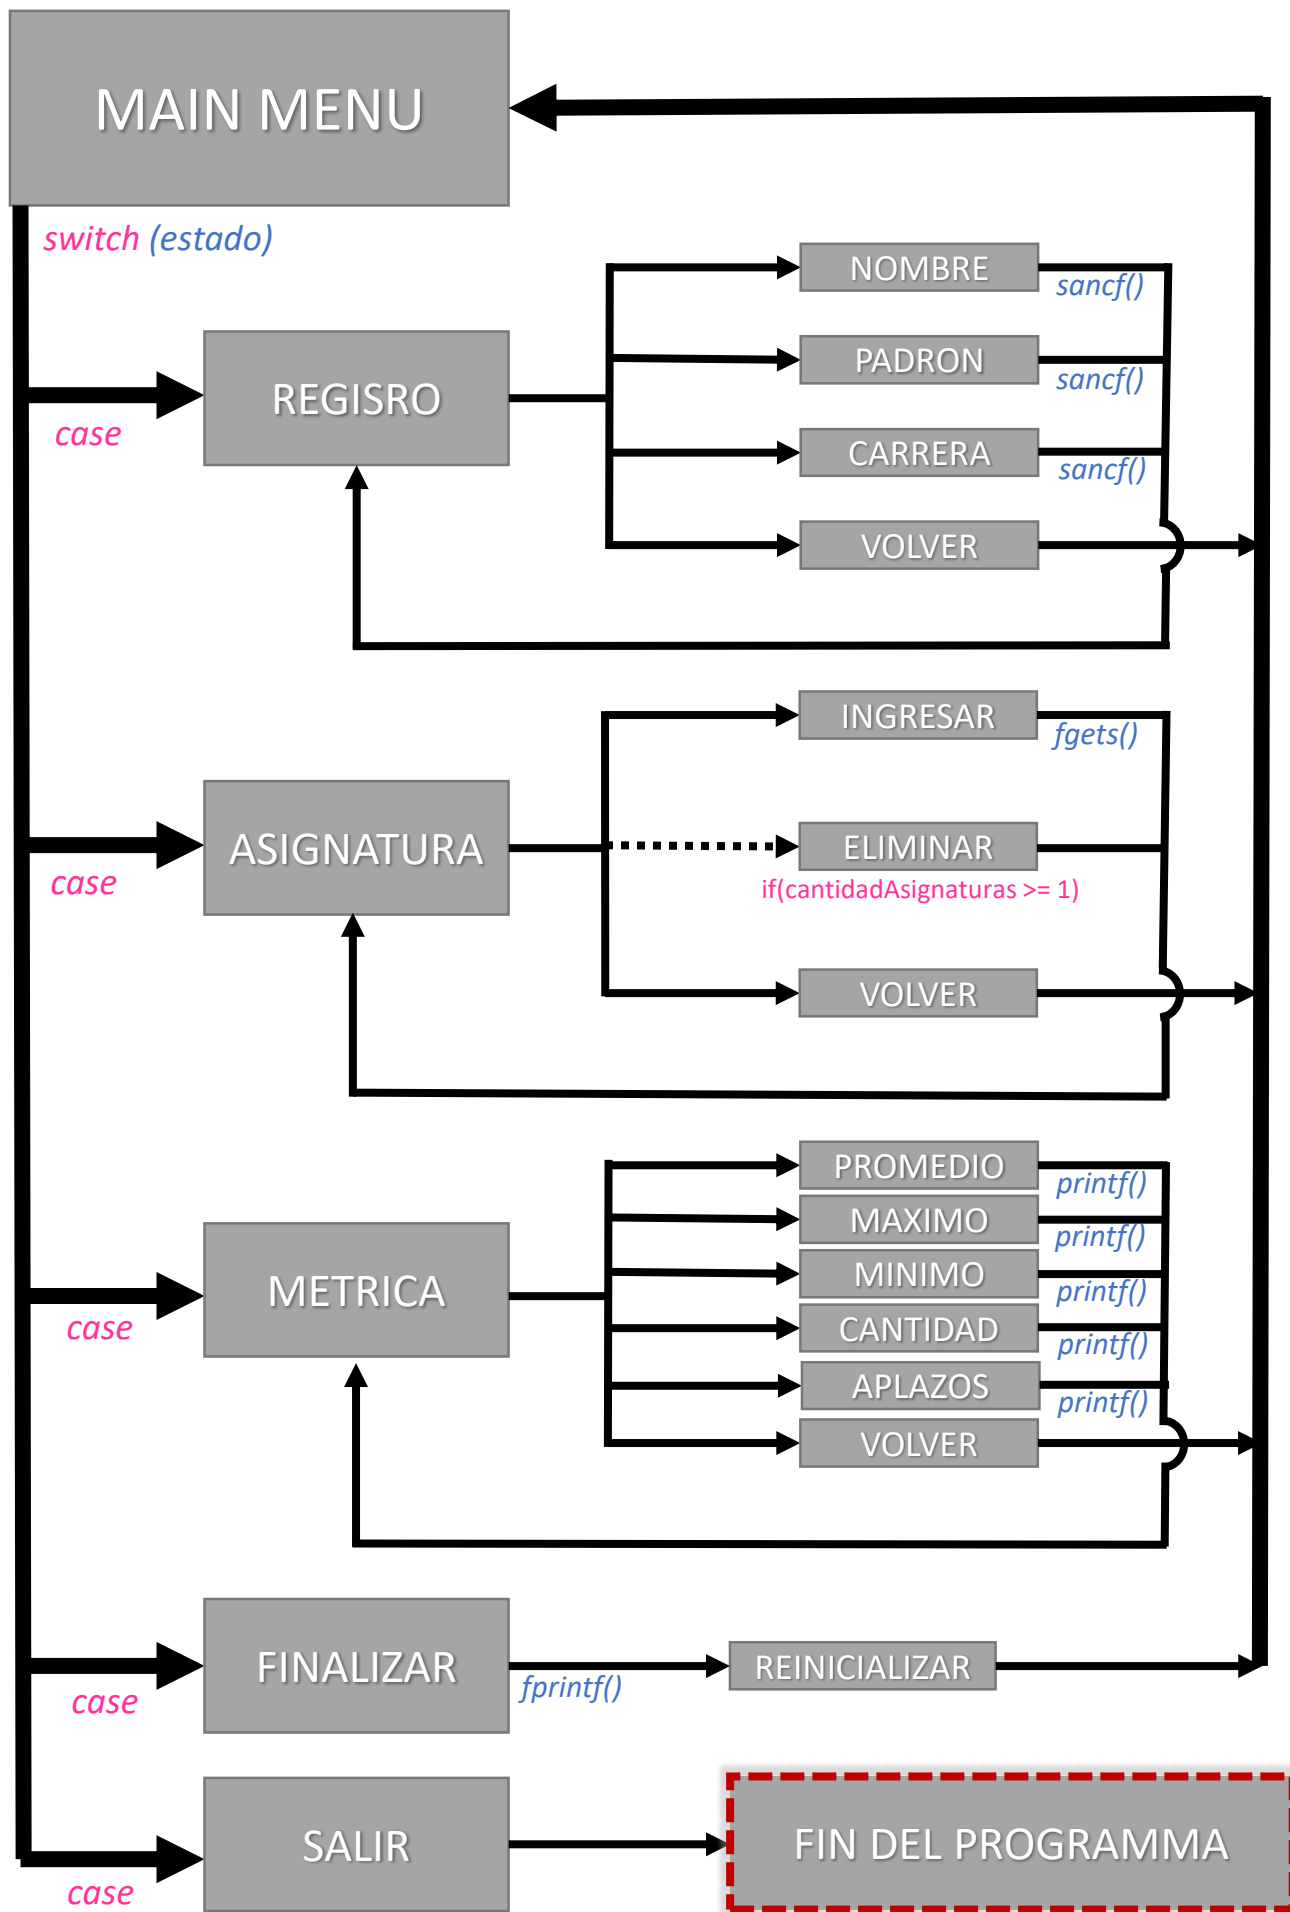 MAIN MENU
switch (estado)
NOMBRE
sancf()
PADRON
sancf()
REGISRO
case
CARRERA
sancf()
VOLVER
INGRESAR
fgets()
ASIGNATURA
case
ELIMINAR
if(cantidadAsignaturas >= 1)
VOLVER
PROMEDIO
printf()
MAXIMO
printf()
METRICA
case
MINIMO
printf()
CANTIDAD
printf()
APLAZOS
printf()
VOLVER
FINALIZAR
case
fprintf()
REINICIALIZAR
SALIR
case
FIN DEL PROGRAMMA